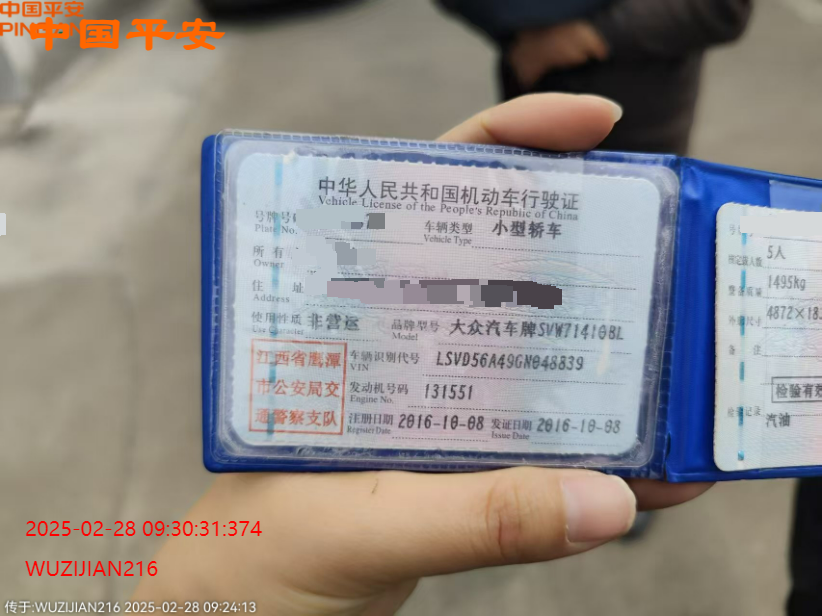 中国平安
中国平安
中华人民共和国机动车行驶证
Vehicle License of the People's Republic of China
号牌号
Plate No.
车辆类型 小型轿车
Vehicle Type
所有
Owner
住 址
Address
使用性质 非营运
Use Character
品牌型号 大众汽车牌SVW71410BL
Model
江西省鹰潭
市公安局交
通警察支队
车辆识别代号 LSVD56A49GN048839
VIN
发动机号码 131551
Engine No.
注册日期 2016-10-08 发证日期 2016-10-08
Register Date Issue Date
5人
1495kg
4872×183
检验有效
汽油
2025-02-28 09:30:31:374
WUZIJIAN216
传于:WUZIJIAN216 2025-02-28 09:24:13